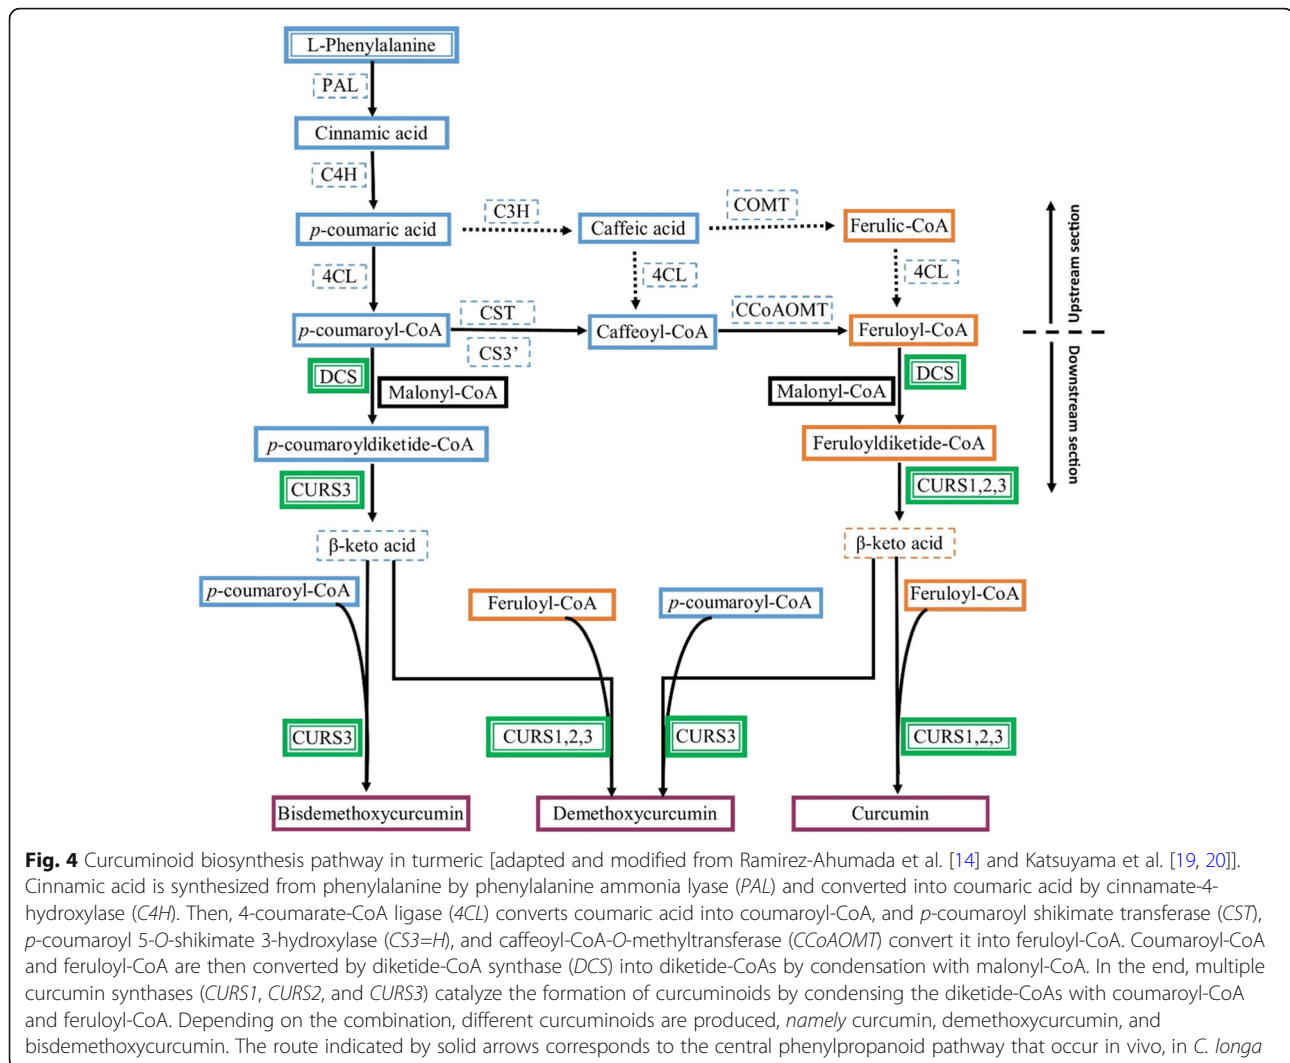 L-Phenylalanine
PAL
Cinnamic acid
C4H
p-coumaric acid
C3H
Caffeic acid
COMT
Ferulic-CoA
4CL
4CL
4CL
p-coumaroyl-CoA
CST
CS3’
Caffeoyl-CoA
CCoAOMT
Feruloyl-CoA
Upstream section
Downstream section
DCS
Malonyl-CoA
Malonyl-CoA
DCS
p-coumaroyldiketide-CoA
Feruloyldiketide-CoA
CURS3
CURS1,2,3
β-keto acid
β-keto acid
p-coumaroyl-CoA
Feruloyl-CoA
p-coumaroyl-CoA
Feruloyl-CoA
CURS3
CURS1,2,3
CURS3
CURS1,2,3
Bisdemethoxycurcumin
Demethoxycurcumin
Curcumin
Fig. 4 Curcuminoid biosynthesis pathway in turmeric [adapted and modified from Ramirez-Ahumada et al. [14] and Katsuyama et al. [19, 20]].
Cinnamic acid is synthesized from phenylalanine by phenylalanine ammonia lyase (PAL) and converted into coumaric acid by cinnamate-4-
hydroxylase (C4H). Then, 4-coumarate-CoA ligase (4CL) converts coumaric acid into coumaroyl-CoA, and p-coumaroyl shikimate transferase (CST),
p-coumaroyl 5-O-shikimate 3-hydroxylase (CS3=H), and caffeoyl-CoA-O-methyltransferase (CCoAOMT) convert it into feruloyl-CoA. Coumaroyl-CoA
and feruloyl-CoA are then converted by diketide-CoA synthase (DCS) into diketide-CoAs by condensation with malonyl-CoA. In the end, multiple
curcumin synthases (CURS1, CURS2, and CURS3) catalyze the formation of curcuminoids by condensing the diketide-CoAs with coumaroyl-CoA
and feruloyl-CoA. Depending on the combination, different curcuminoids are produced, namely curcumin, demethoxycurcumin, and
bisdemethoxycurcumin. The route indicated by solid arrows corresponds to the central phenylpropanoid pathway that occur in vivo, in C. longa